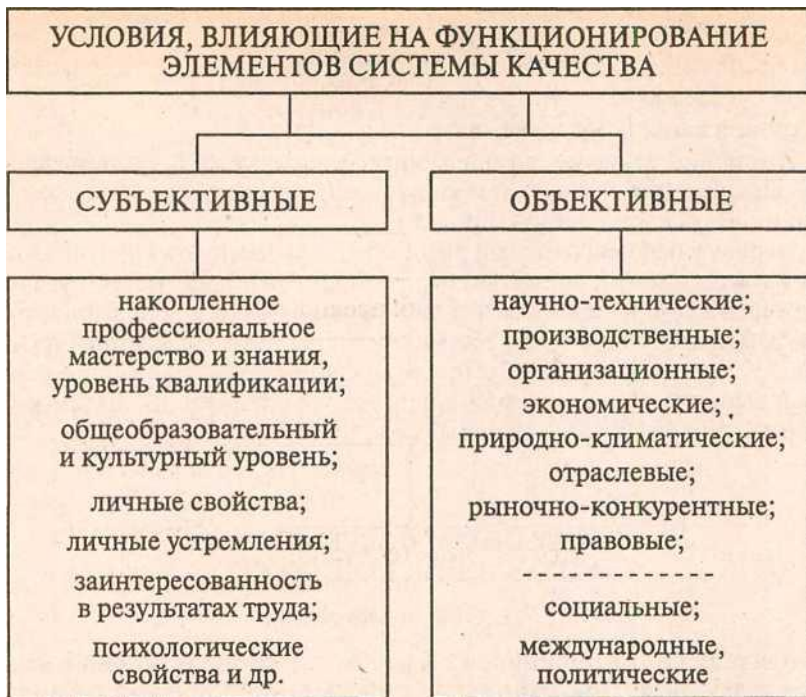 УСЛОВИЯ, ВЛИЯЮЩИЕ НА ФУНКЦИОНИРОВАНИЕ
ЭЛЕМЕНТОВ СИСТЕМЫ КАЧЕСТВА
СУБЪЕКТИВНЫЕ
накопленное
профессиональное
мастерство и знания,
уровень квалификации;
общеобразовательный
и культурный уровень;
личные свойства;
личные устремления;
заинтересованность
в результатах труда;
психологические
свойства и др.
ОБЪЕКТИВНЫЕ
научно-технические;
производственные;
организационные;
экономические;
природно-климатические;
отраслевые;
рыночно-конкурентные;
правовые;
социальные;
международные,
политические